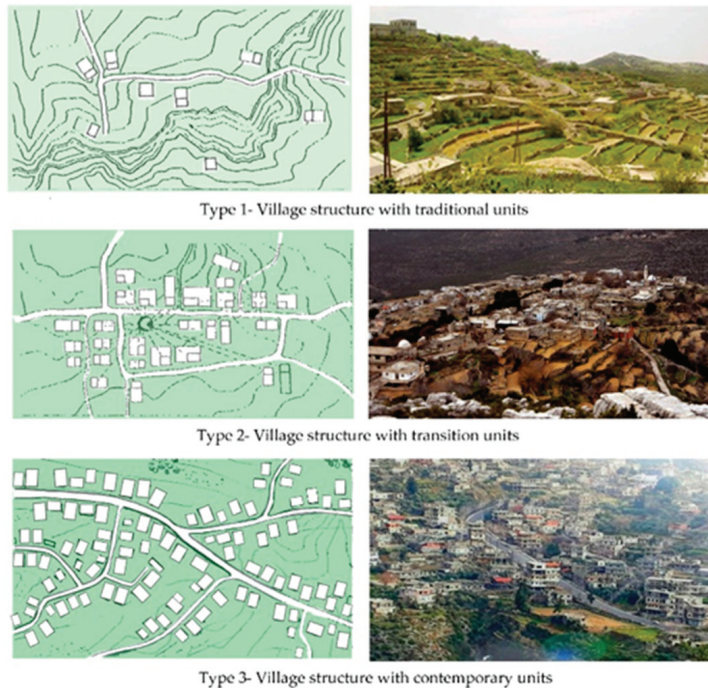 Type 1- Village structure with traditional units
Type 2- Village structure with transition units
Type 3- Village structure with contemporary units